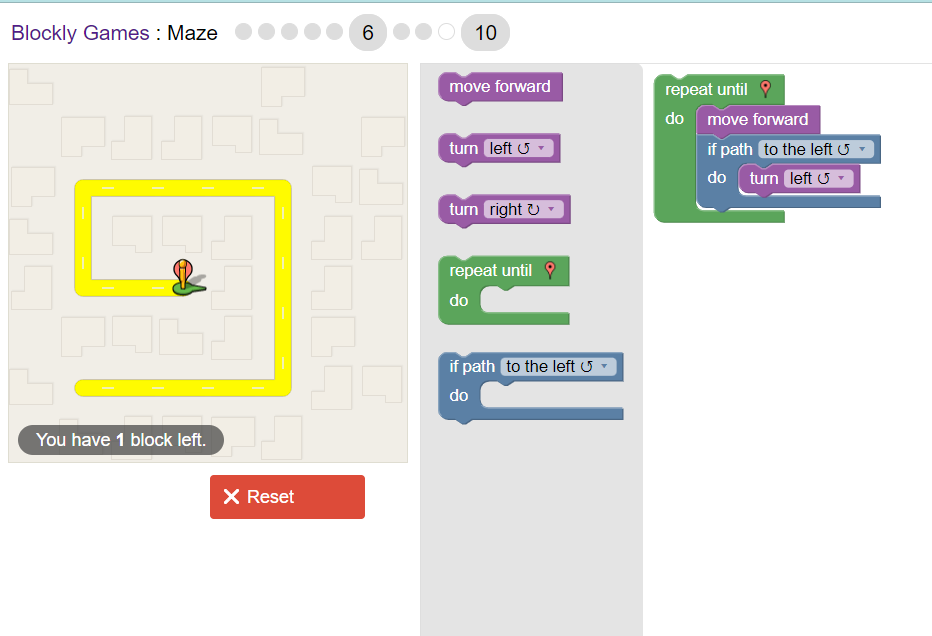 Blockly Games : Maze 6 10
move forward
turn left ↺
turn right ↻
repeat until
do
if path to the left ↺
do
repeat until
do
move forward
if path to the left ↺
do
turn left ↺
You have 1 block left.
Reset